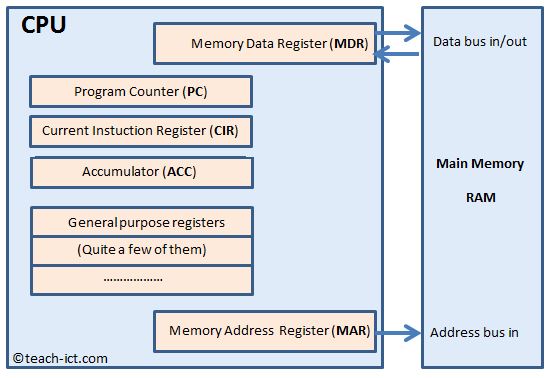 CPU
Memory Data Register (MDR)
Data bus in/out
Program Counter (PC)
Current Instuction Register (CIR)
Accumulator (ACC)
Main Memory
RAM
General purpose registers
(Quite a few of them)
..................
Memory Address Register (MAR)
Address bus in
©teach-ict.com